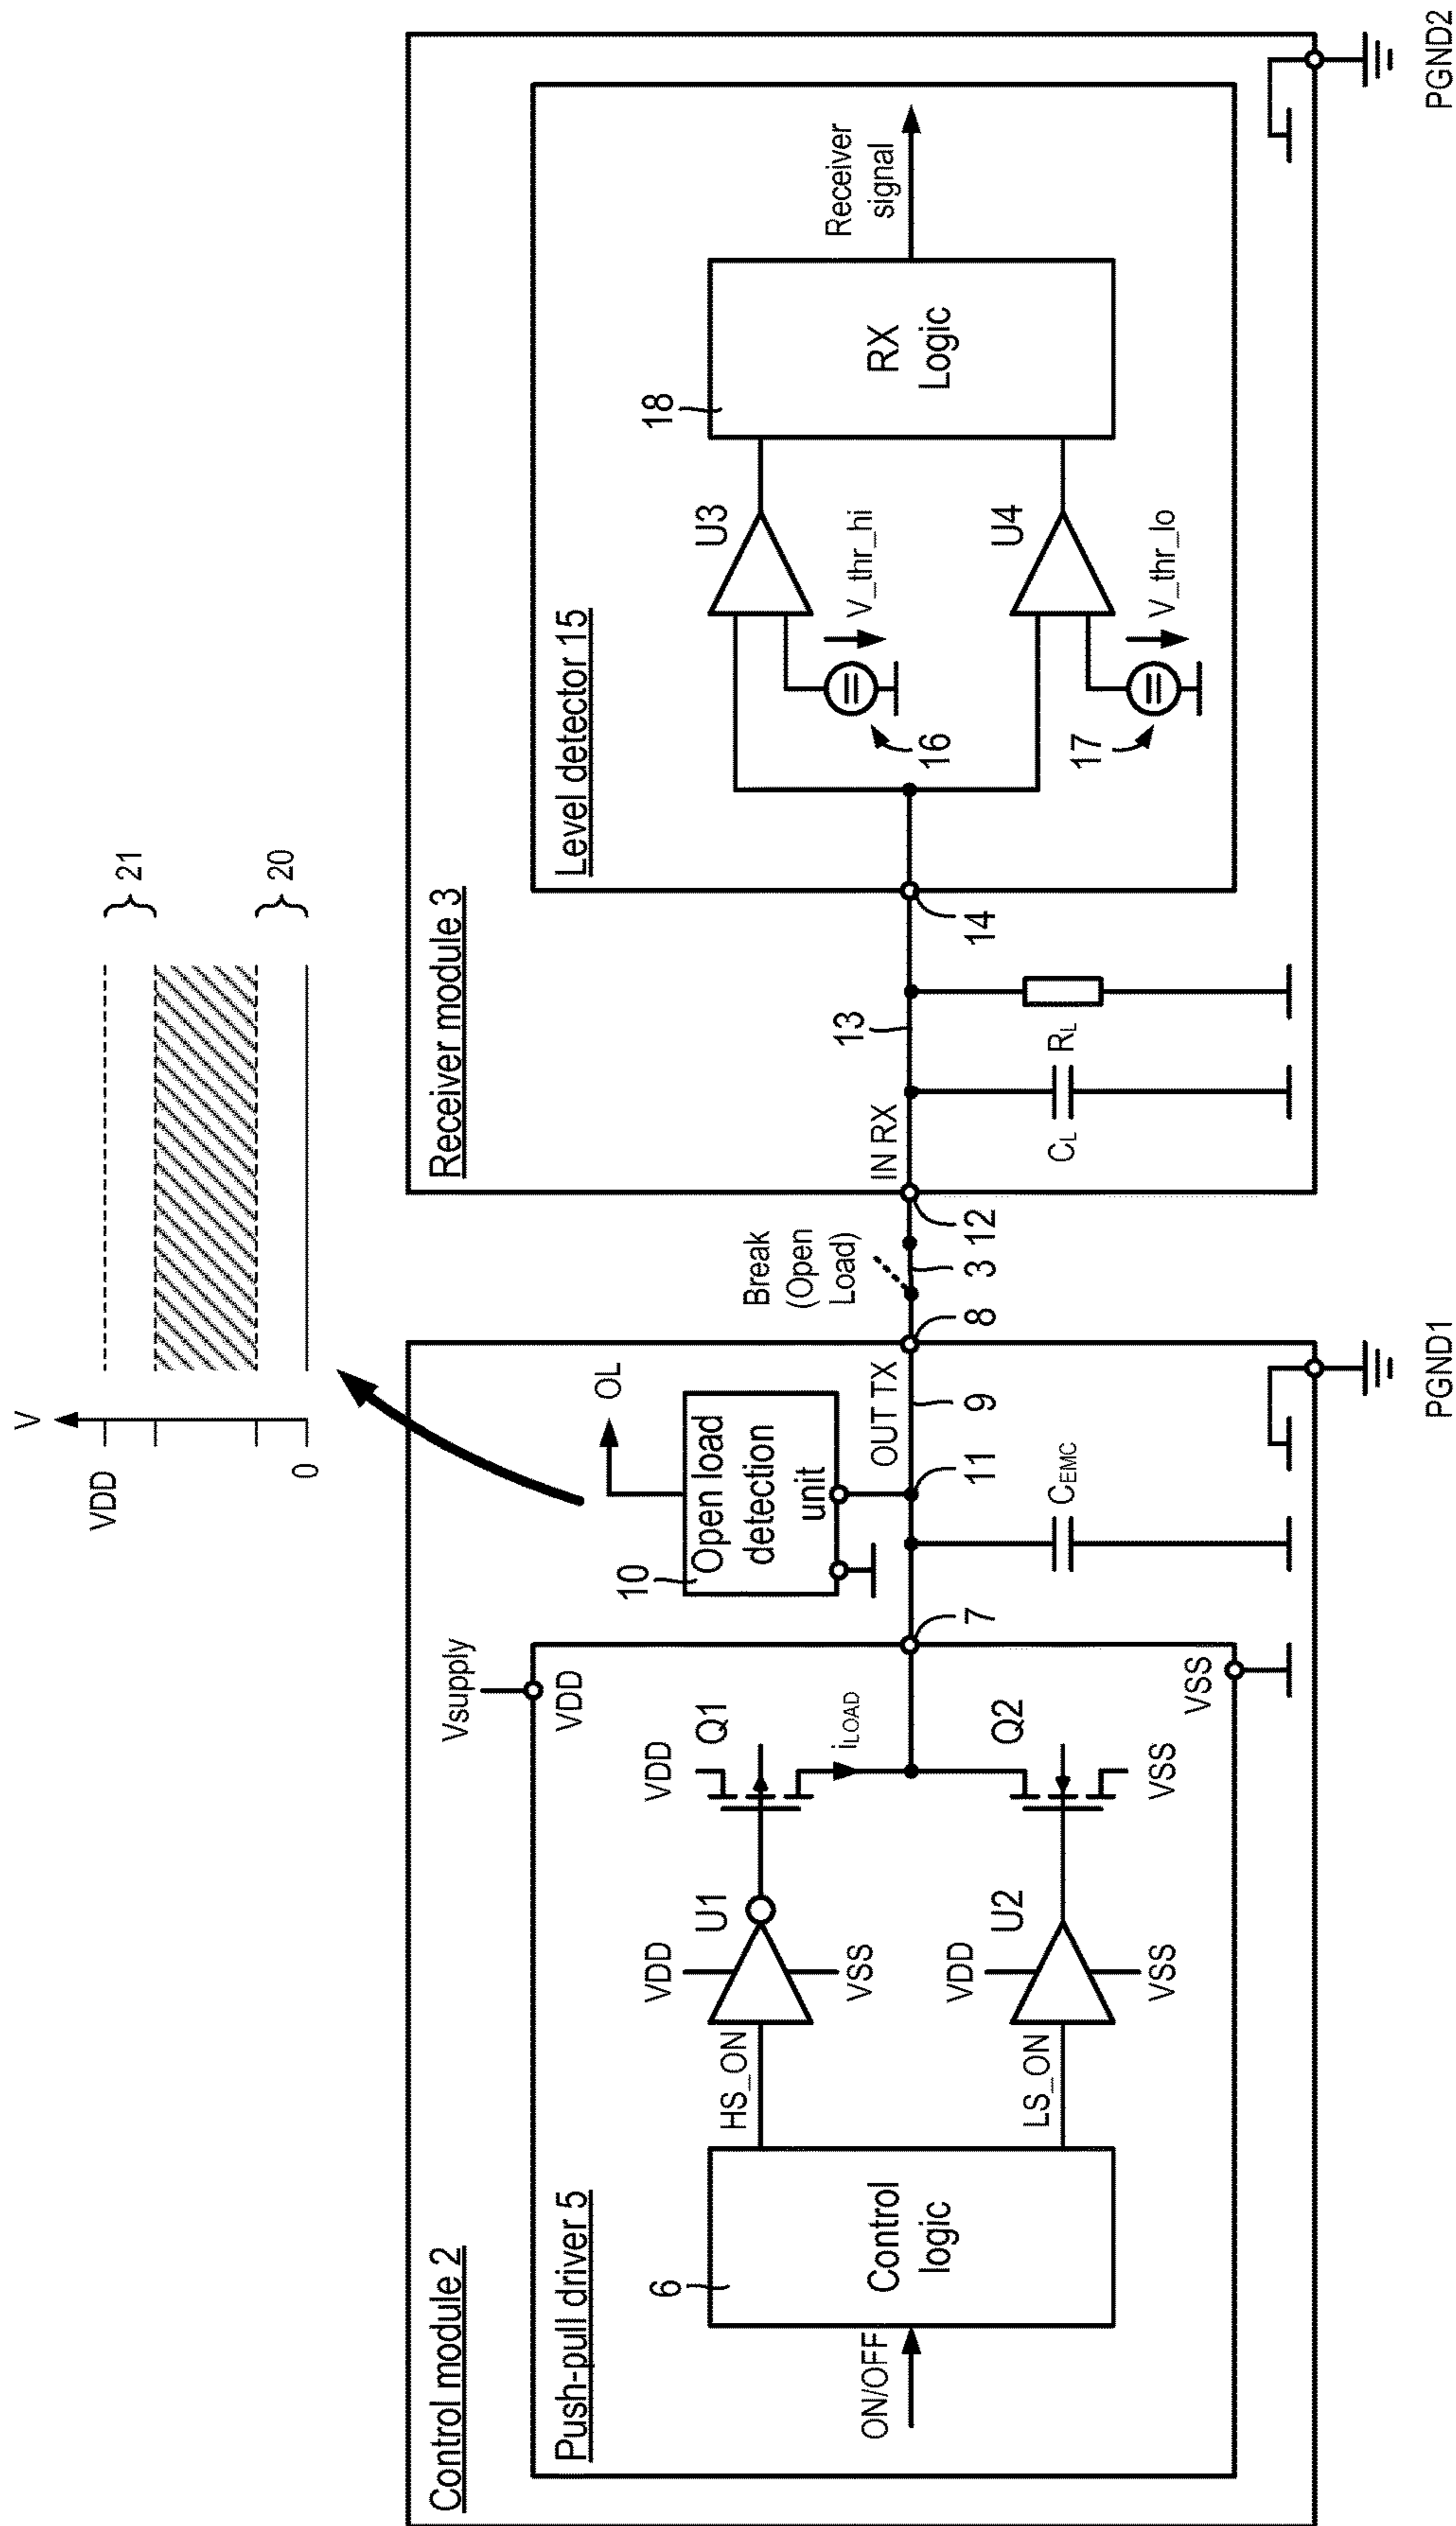 V
VDD
0
21
20
Control module 2
Push-pull driver 5
6
Control
logic
ON/OFF
HS_ON
LS_ON
VDD
U1
VSS
VDD
U2
VSS
VDD
Q1
iLOAD
Q2
VSS
Vsupply
VDD
VSS
7
10
Open load
detection
unit
OL
OUT TX
11
9
CEMC
8
PGND1
Break
(Open
Load)
3
12
Receiver module 3
IN RX
13
CL
RL
14
Level detector 15
U3
V_thr_hi
16
U4
V_thr_lo
17
18
RX
Logic
Receiver
signal
PGND2